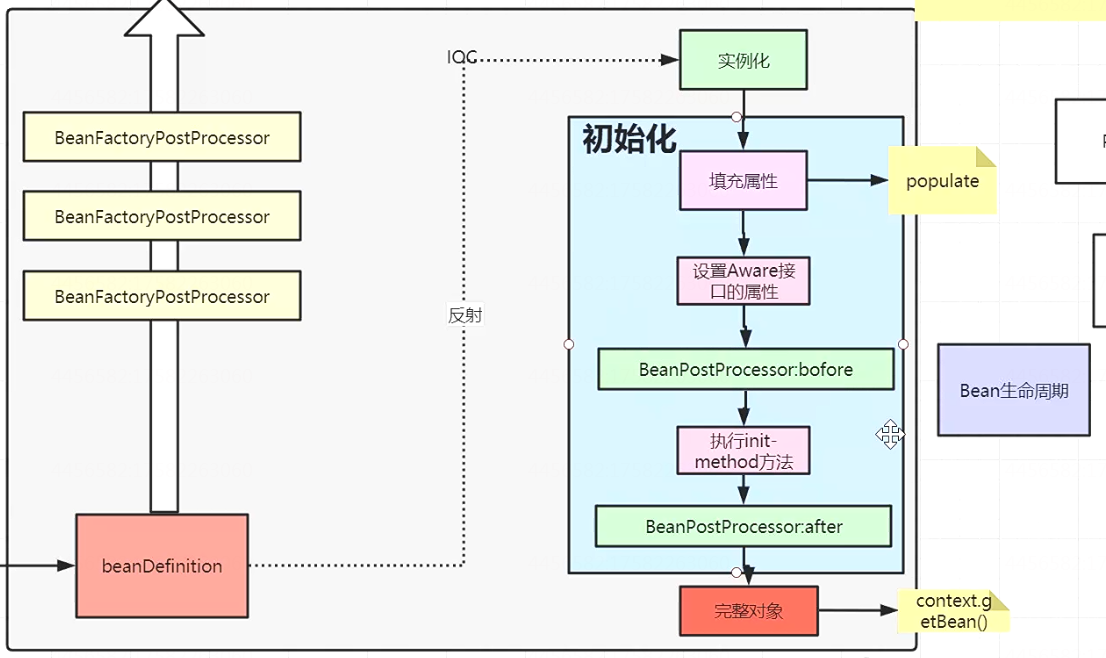 IOC
实例化
初始化
BeanFactoryPostProcessor
填充属性
populate
BeanFactoryPostProcessor
设置Aware接
口的属性
BeanFactoryPostProcessor
反射
BeanPostProcessor:bofore
Bean生命周期
执行init-
method方法
BeanPostProcessor:after
beanDefinition
完整对象
context.g
etBean()